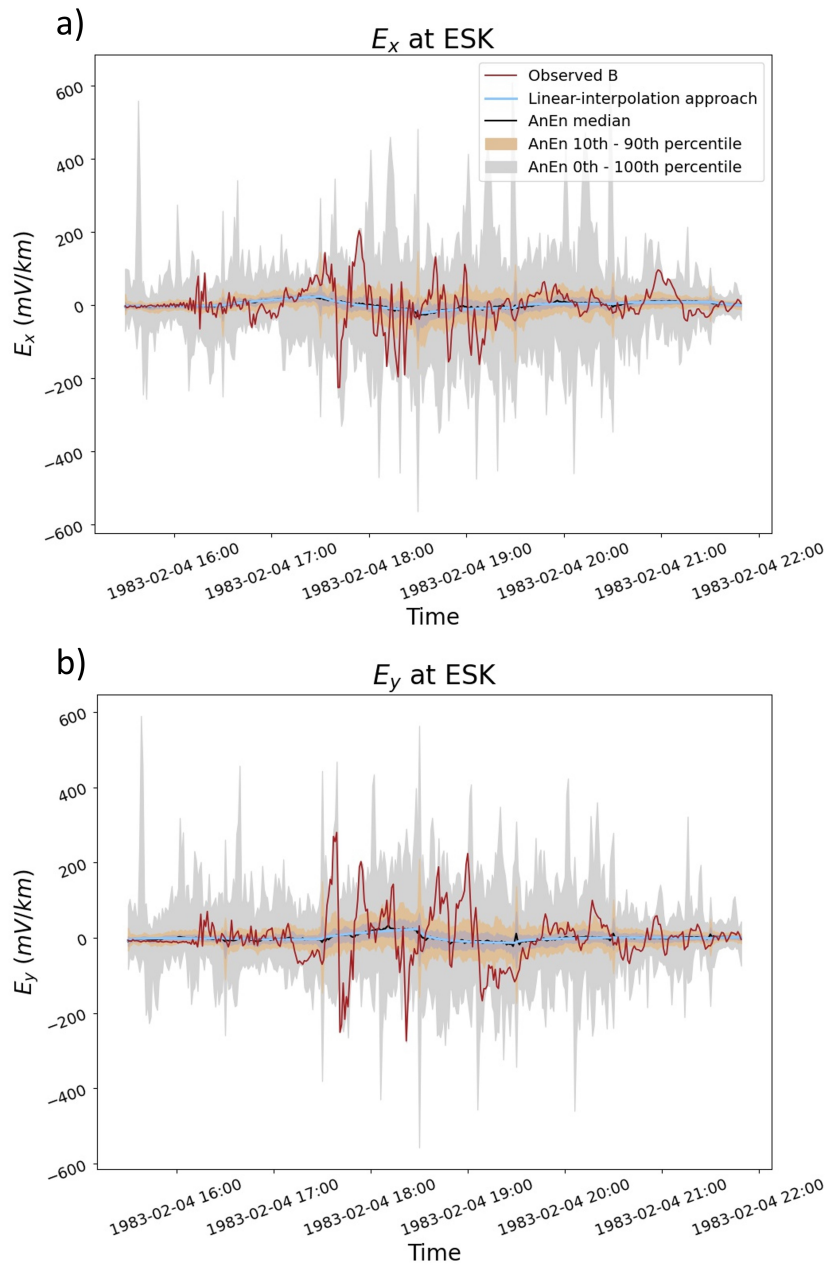 a)
Ex at ESK
Observed B
Linear-interpolation approach
AnEn median
AnEn 10th - 90th percentile
AnEn 0th - 100th percentile
600
400
200
0
−200
−400
−600
Ex (mV/km)
1983-02-04 16:00
1983-02-04 17:00
1983-02-04 18:00
1983-02-04 19:00
1983-02-04 20:00
1983-02-04 21:00
1983-02-04 22:00
Time
b)
Ey at ESK
600
400
200
0
−200
−400
−600
Ey (mV/km)
1983-02-04 16:00
1983-02-04 17:00
1983-02-04 18:00
1983-02-04 19:00
1983-02-04 20:00
1983-02-04 21:00
1983-02-04 22:00
Time